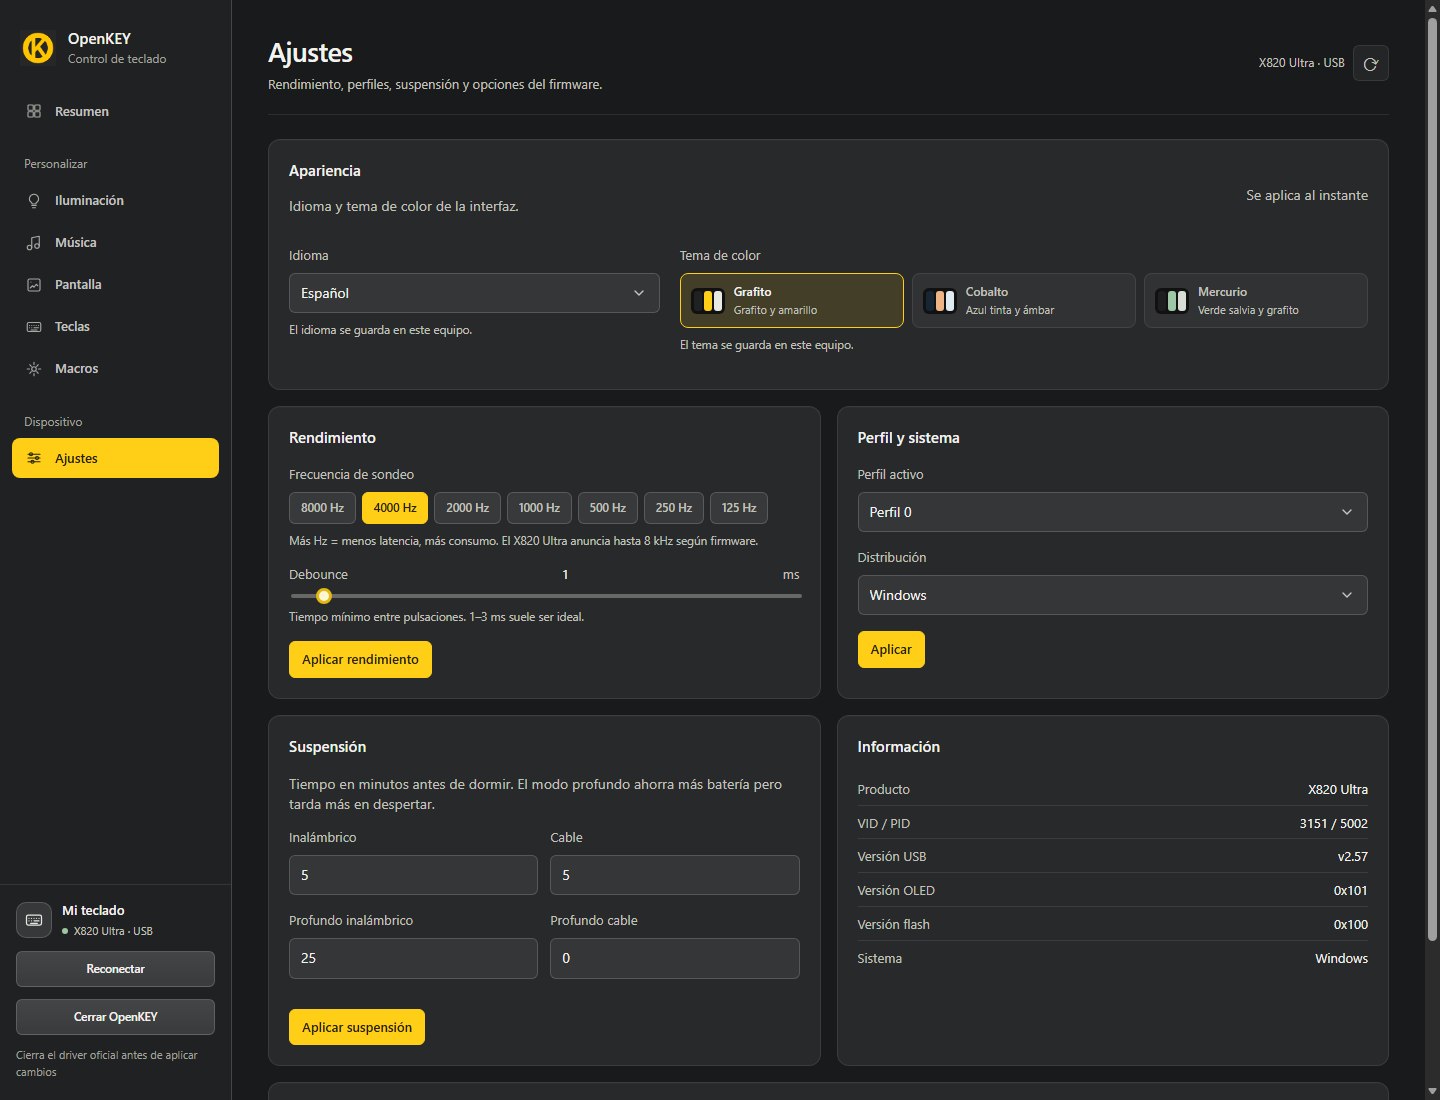 OpenKEY
Control de teclado
Resumen
Personalizar
Iluminación
Música
Pantalla
Teclas
Macros
Dispositivo
Ajustes
Mi teclado
X820 Ultra · USB
Reconectar
Cerrar OpenKEY
Cierra el driver oficial antes de aplicar
cambios
Ajustes
Rendimiento, perfiles, suspensión y opciones del firmware.
X820 Ultra · USB
Apariencia
Idioma y tema de color de la interfaz.
Se aplica al instante
Idioma
Español
El idioma se guarda en este equipo.
Tema de color
Grafito
Grafito y amarillo
Cobalto
Azul tinta y ámbar
Mercurio
Verde salvia y grafito
El tema se guarda en este equipo.
Rendimiento
Frecuencia de sondeo
8000 Hz 4000 Hz 2000 Hz 1000 Hz 500 Hz 250 Hz 125 Hz
Más Hz = menos latencia, más consumo. El X820 Ultra anuncia hasta 8 kHz según firmware.
Debounce 1 ms
Tiempo mínimo entre pulsaciones. 1–3 ms suele ser ideal.
Aplicar rendimiento
Perfil y sistema
Perfil activo
Perfil 0
Distribución
Windows
Aplicar
Suspensión
Tiempo en minutos antes de dormir. El modo profundo ahorra más batería pero
tarda más en despertar.
Inalámbrico Cable
5 5
Profundo inalámbrico Profundo cable
25 0
Aplicar suspensión
Información
Producto X820 Ultra
VID / PID 3151 / 5002
Versión USB v2.57
Versión OLED 0x101
Versión flash 0x100
Sistema Windows